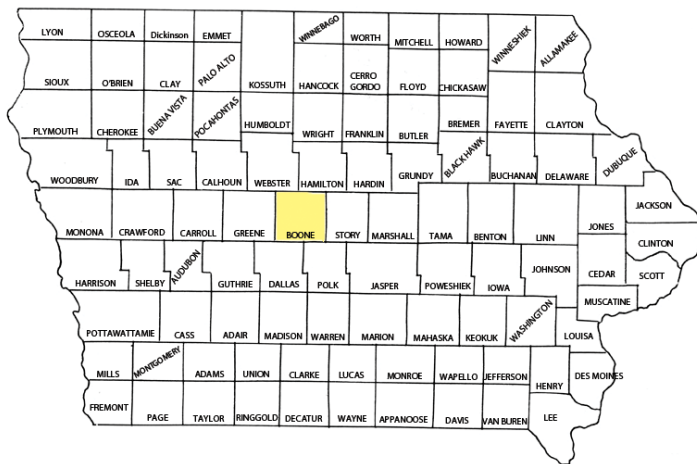 LYON OSCEOLA Dickinson EMMET WINNEBAGO WORTH MITCHELL HOWARD WINNESHIEK ALLAMAKEE
SIOUX O'BRIEN CLAY PALO ALTO KOSSUTH HANCOCK CERRO GORDO FLOYD CHICKASAW
PLYMOUTH CHEROKEE BUENA VISTA POCAHONTAS HUMBOLDT WRIGHT FRANKLIN BUTLER BREMER FAYETTE CLAYTON
WOODBURY IDA SAC CALHOUN WEBSTER HAMILTON HARDIN GRUNDY BLACK HAWK BUCHANAN DELAWARE DUBUQUE
MONONA CRAWFORD CARROLL GREENE BOONE STORY MARSHALL TAMA BENTON LINN JONES JACKSON
CLINTON
HARRISON SHELBY AUDUBON GUTHRIE DALLAS POLK JASPER POWESHIEK IOWA JOHNSON CEDAR SCOTT
MUSCATINE
POTTAWATTAMIE CASS ADAIR MADISON WARREN MARION MAHASKA KEOKUK WASHINGTON LOUISA
MILLS MONTGOMERY ADAMS UNION CLARKE LUCAS MONROE WAPELLO JEFFERSON HENRY DES MOINES
FREMONT PAGE TAYLOR RINGGOLD DECATUR WAYNE APPANOOSE DAVIS VAN BUREN LEE